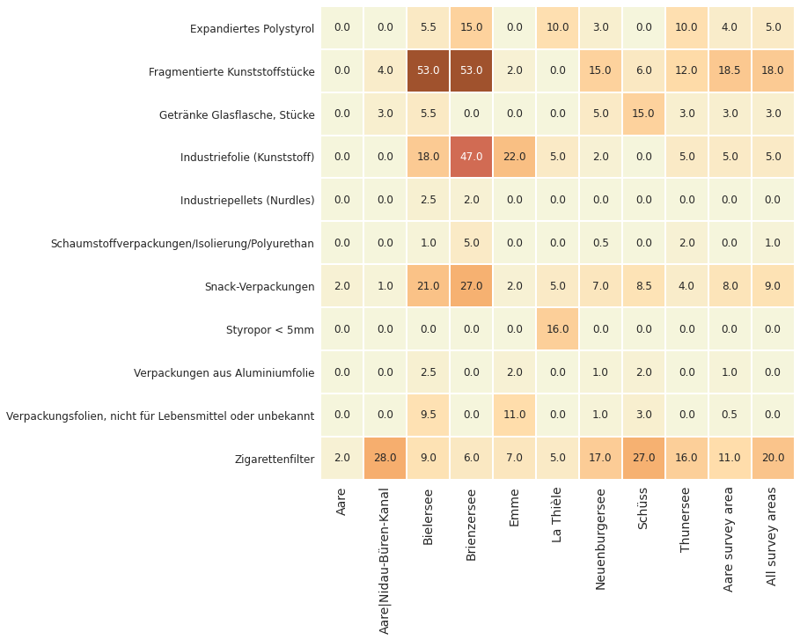 Expandiertes Polystyrol 0.0 0.0 5.5 15.0 0.0 10.0 3.0 0.0 10.0 4.0 5.0
Fragmentierte Kunststoffstücke 0.0 4.0 53.0 53.0 2.0 0.0 15.0 6.0 12.0 18.5 18.0
Getränke Glasflasche, Stücke 0.0 3.0 5.5 0.0 0.0 0.0 5.0 15.0 3.0 3.0 3.0
Industriefolie (Kunststoff) 0.0 0.0 18.0 47.0 22.0 5.0 2.0 0.0 5.0 5.0 5.0
Industriepellets (Nurdles) 0.0 0.0 2.5 2.0 0.0 0.0 0.0 0.0 0.0 0.0 0.0
Schaumstoffverpackungen/Isolierung/Polyurethan 0.0 0.0 1.0 5.0 0.0 0.0 0.5 0.0 2.0 0.0 1.0
Snack-Verpackungen 2.0 1.0 21.0 27.0 2.0 5.0 7.0 8.5 4.0 8.0 9.0
Styropor < 5mm 0.0 0.0 0.0 0.0 0.0 16.0 0.0 0.0 0.0 0.0 0.0
Verpackungen aus Aluminiumfolie 0.0 0.0 2.5 0.0 2.0 0.0 1.0 2.0 0.0 1.0 0.0
Verpackungsfolien, nicht für Lebensmittel oder unbekannt 0.0 0.0 9.5 0.0 11.0 0.0 1.0 3.0 0.0 0.5 0.0
Zigarettenfilter 2.0 28.0 9.0 6.0 7.0 5.0 17.0 27.0 16.0 11.0 20.0
Aare
Aare|Nidau-Büren-Kanal
Bielersee
Brienzersee
Emme
La Thièle
Neuenburgersee
Schüss
Thunersee
Aare survey area
All survey areas